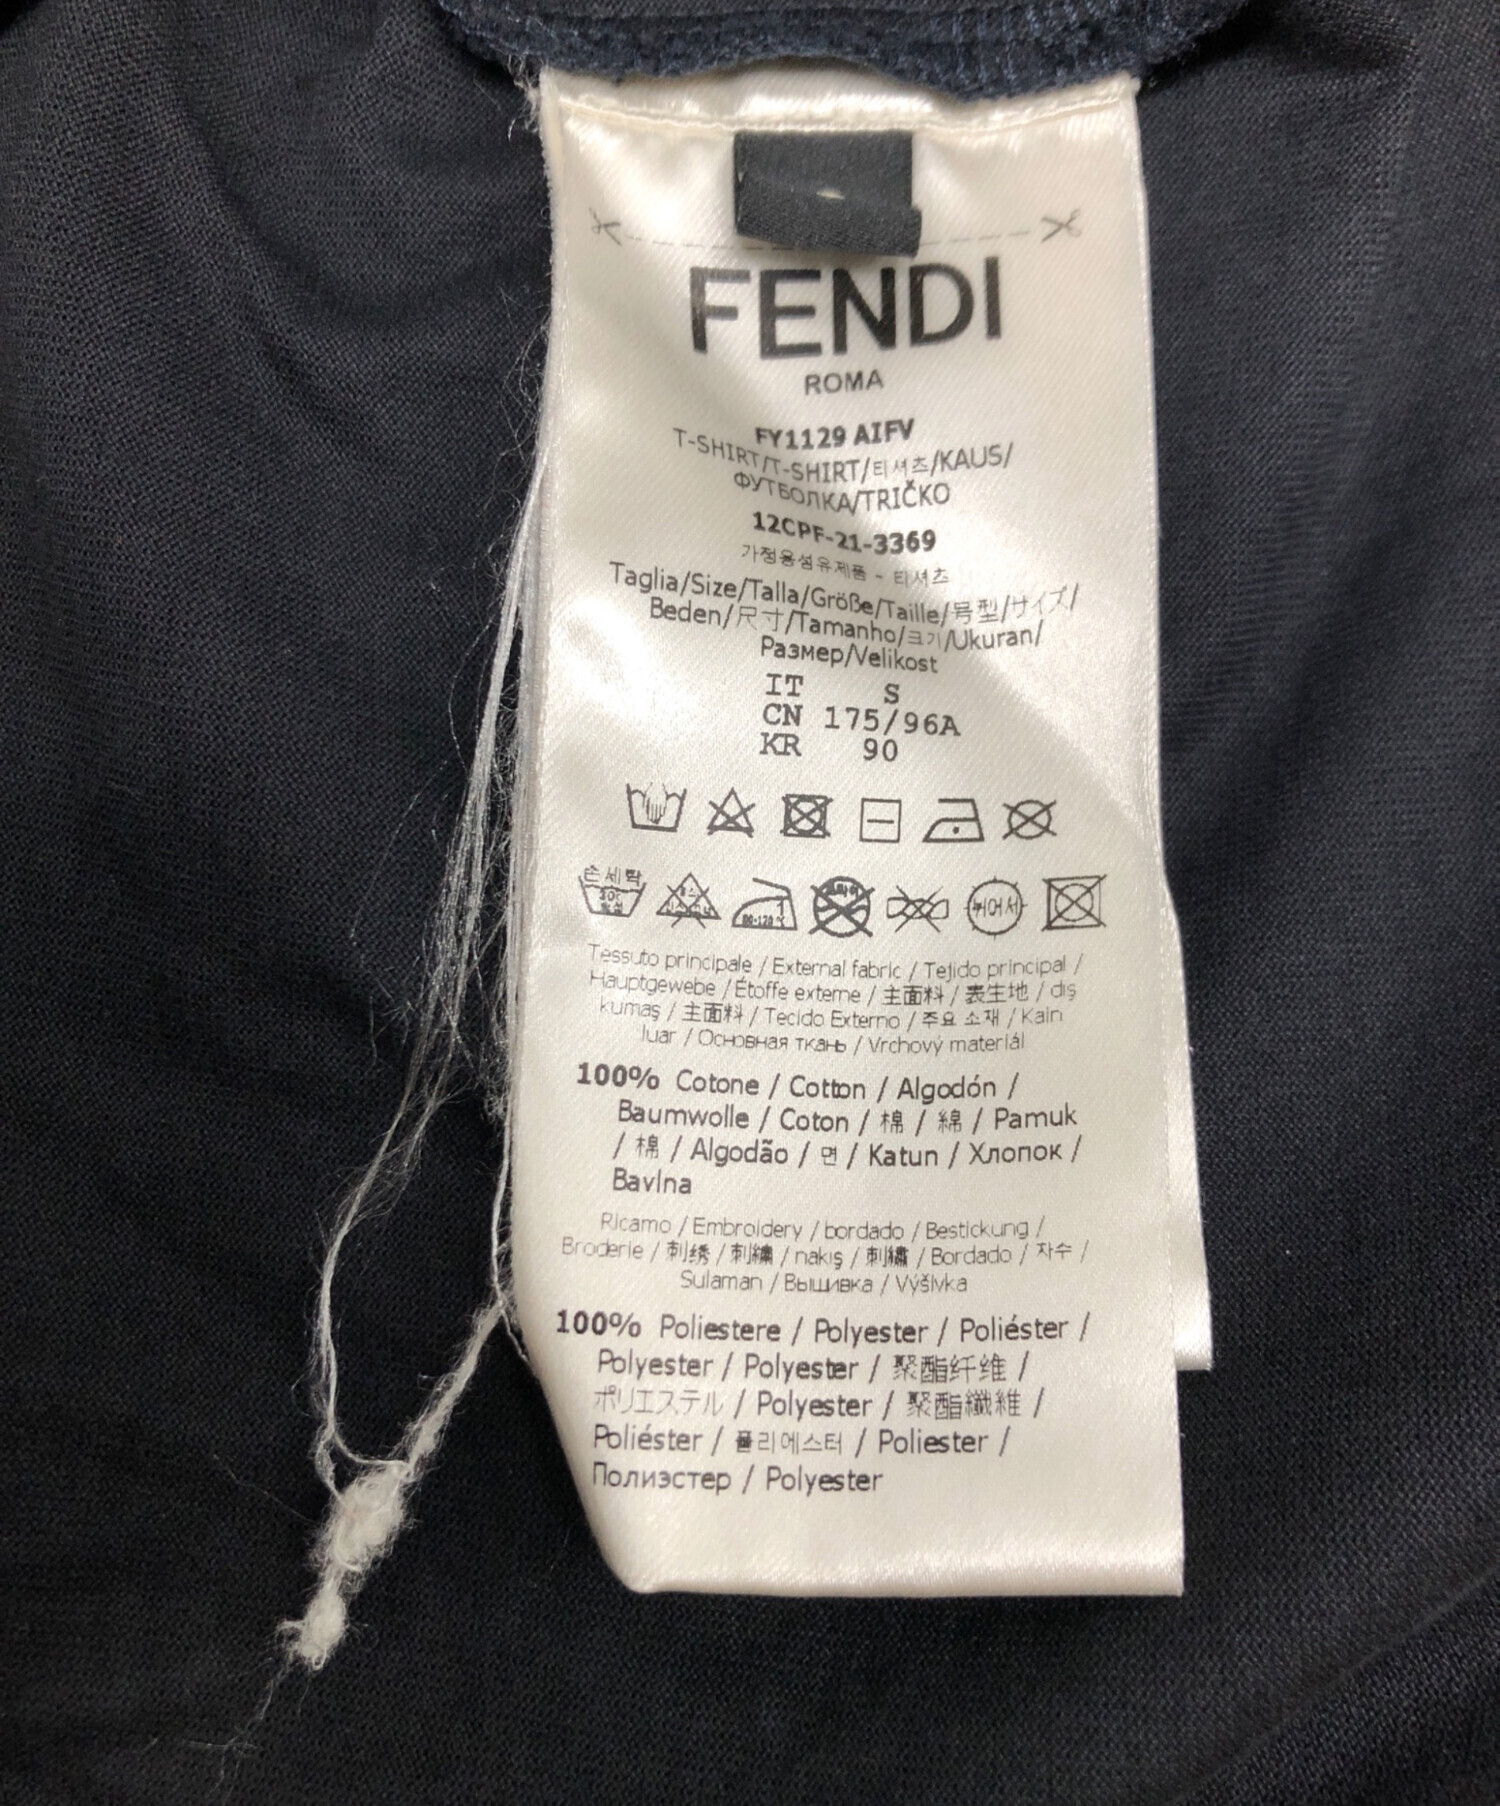 FENDI
ROMA
FY1129 AIFV
T-SHIRT/T-SHIRT/티셔츠/KAUS/
ФУТБОЛКА/TRIČKO
12CPF-21-3369
가정용섬유제품 - 티셔츠
Taglia/Size/Talla/Größe/Taille/号型/サイズ/
Beden/尺寸/Tamanho/크기/Ukuran/
Размер/Velikost
IT S
CN 175/96A
KR 90
손세탁
30℃
80-120℃
뉘어서
Tessuto principale / External fabric / Tejido principal /
Hauptgewebe / Étoffe externe / 主面料 / 表生地 / dış
kumaş / 主面料 / Tecido Externo / 주요 소재 / Kain
luar / Основная ткань / Vrchový materiál
100% Cotone / Cotton / Algodón /
Baumwolle / Coton / 棉 / 綿 / Pamuk
/ 棉 / Algodão / 면 / Katun / Хлопок /
Bavlna
Ricamo / Embroidery / bordado / Bestickung /
Broderie / 刺绣 / 刺繍 / nakış / 刺繡 / Bordado / 자수 /
Sulaman / Вышивка / Výšivka
100% Poliestere / Polyester / Poliéster /
Polyester / Polyester / 聚酯纤维 /
ポリエステル / Polyester / 聚酯纖維 /
Poliéster / 폴리에스터 / Poliester /
Полиэстер / Polyester